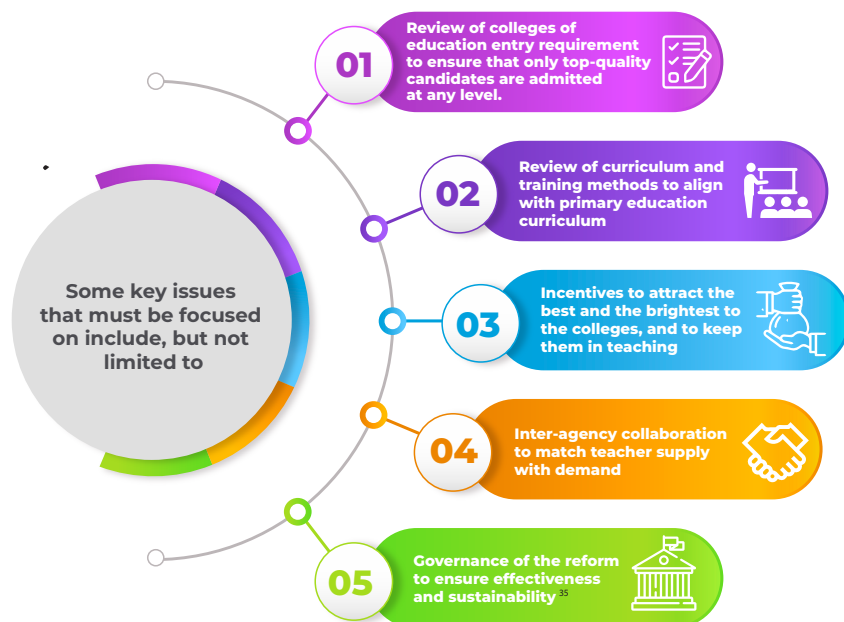 Some key issues
that must be focused
on include, but not
limited to
01
Review of colleges of
education entry requirement
to ensure that only top-quality
candidates are admitted
at any level.
02
Review of curriculum and
training methods to align
with primary education
curriculum
03
Incentives to attract the
best and the brightest to
the colleges, and to keep
them in teaching
04
Inter-agency collaboration
to match teacher supply
with demand
05
Governance of the reform
to ensure effectiveness
and sustainability 35